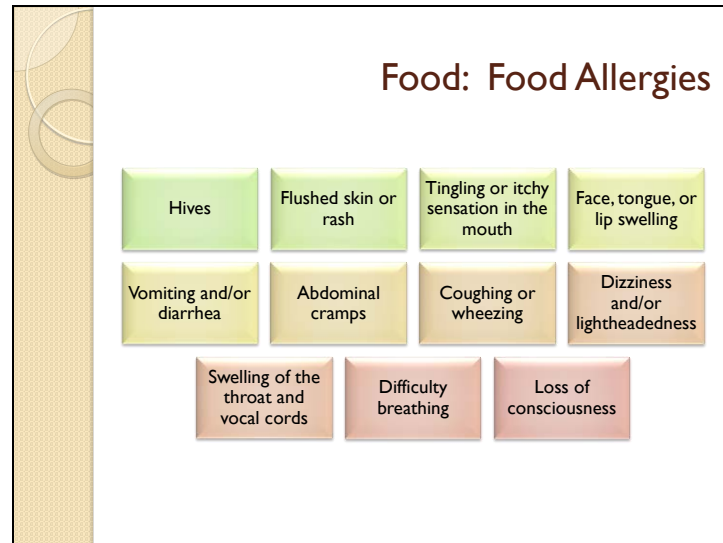 Food: Food Allergies
Hives
Flushed skin or
rash
Tingling or itchy
sensation in the
mouth
Face, tongue, or
lip swelling
Vomiting and/or
diarrhea
Abdominal
cramps
Coughing or
wheezing
Dizziness
and/or
lightheadedness
Swelling of the
throat and
vocal cords
Difficulty
breathing
Loss of
consciousness